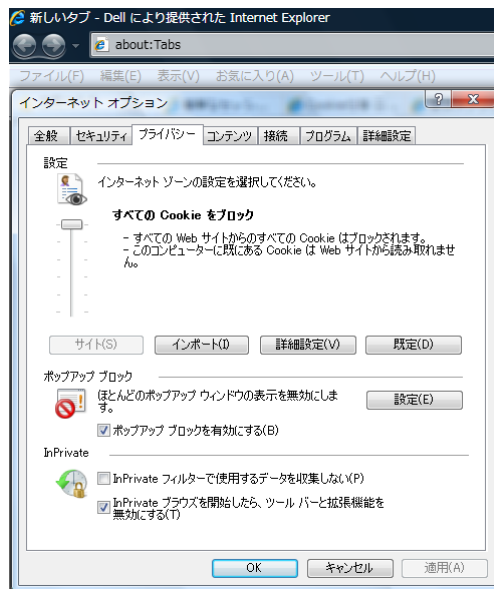 新しいタブ - Dell により提供された Internet Explorer
about:Tabs
ファイル(F) 編集(E) 表示(V) お気に入り(A) ツール(T) ヘルプ(H)
インターネット オプション
全般 セキュリティ プライバシー コンテンツ 接続 プログラム 詳細設定
設定
インターネット ゾーンの設定を選択してください。
すべての Cookie をブロック
- すべての Web サイトからのすべての Cookie はブロックされます。
- このコンピューターに既にある Cookie は Web サイトから読み取れませ
ん。
サイト(S) インポート(I) 詳細設定(V) 既定(D)
ポップアップ ブロック
ほとんどのポップアップ ウィンドウの表示を無効にしま
す。
設定(E)
ポップアップ ブロックを有効にする(B)
InPrivate
InPrivate フィルターで使用するデータを収集しない(P)
InPrivate ブラウズを開始したら、ツール バーと拡張機能を
無効にする(T)
OK キャンセル 適用(A)